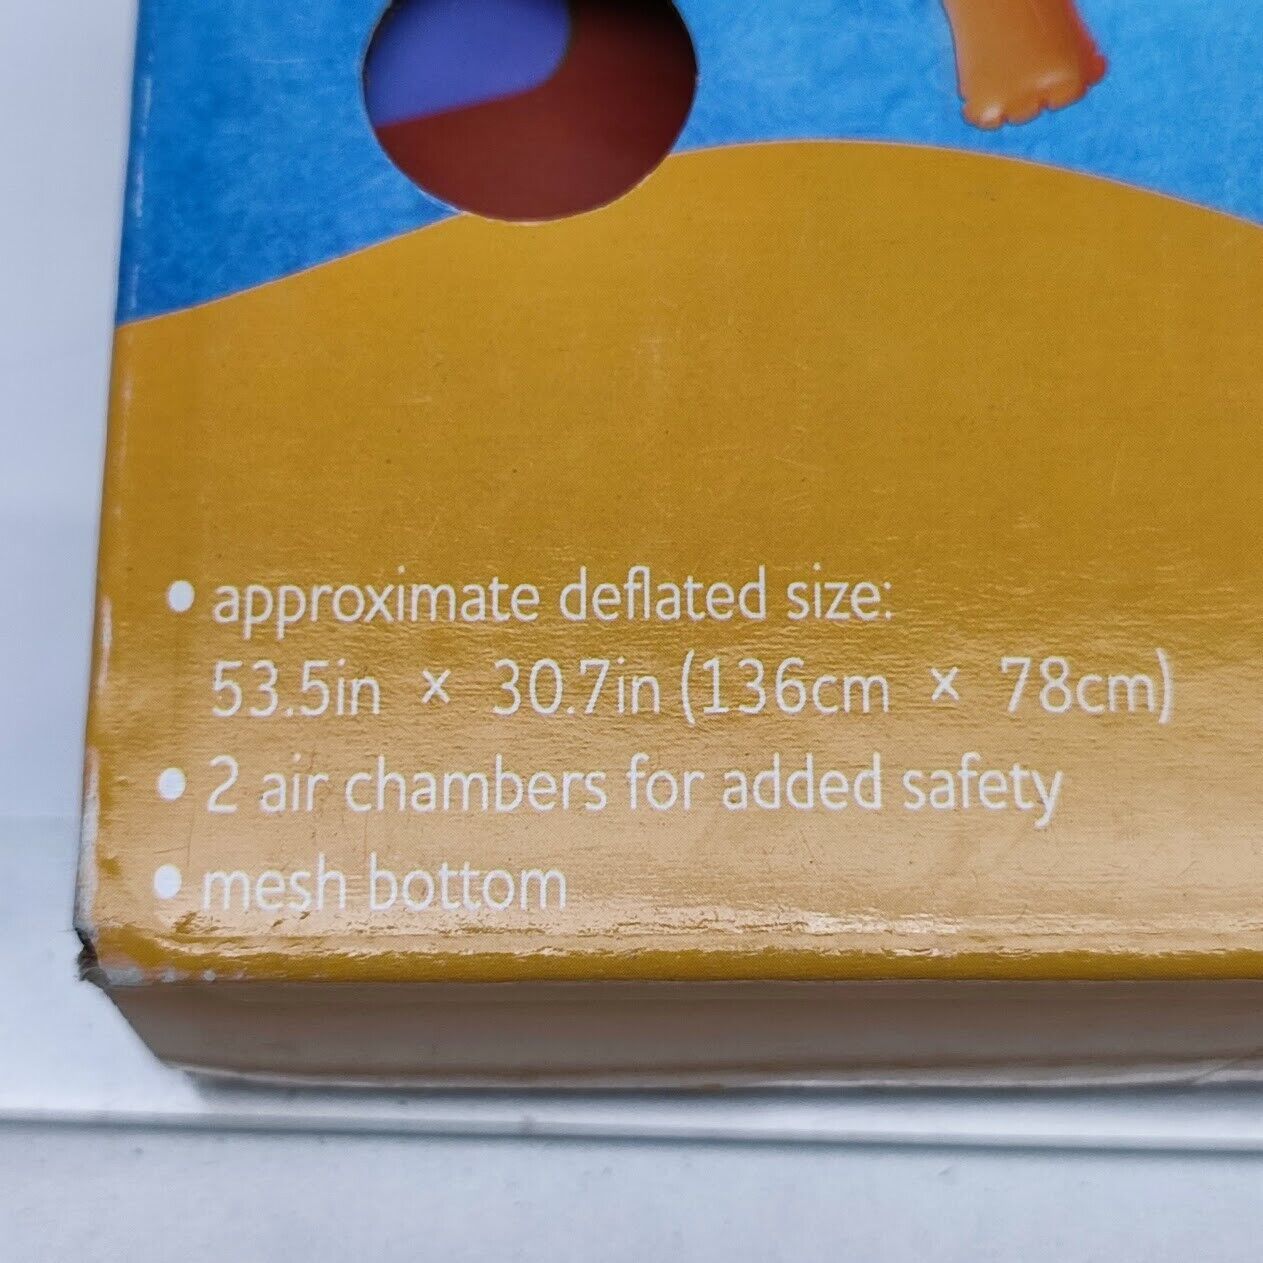 • approximate deflated size:
53.5in × 30.7in (136cm × 78cm)
• 2 air chambers for added safety
• mesh bottom